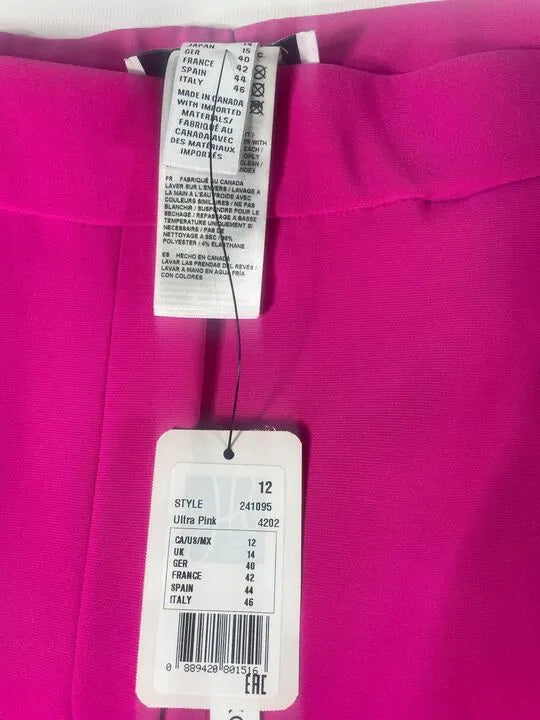 JAPAN 15
GER 40
FRANCE 42
SPAIN 44
ITALY 46
MADE IN CANADA
WITH IMPORTED
MATERIALS/
FABRIQUÉ AU
CANADA AVEC
DES MATÉRIAUX
IMPORTÉS
FR FABRIQUÉ AU CANADA
LAVER SUR L'ENVERS / LAVAGE A
LA MAIN A L'EAU FROIDE AVEC
COULEURS SIMILAIRES / NE PAS
BLANCHIR / SUSPENDRE POUR LE
SECHAGE / REPASSAGE A BASSE
TEMPERATURE UNIQUEMENT SI
NECESSAIRE / PAS DE
NETTOYAGE A SEC / 96%
POLYESTER / 4% ELASTHANE
ES HECHO EN CANADA
LAVAR LAS PRENDAS DEL REVÉS /
LAVAR A MANO EN AGUA FRÍA
CON COLORES
12
STYLE 241095
Ultra Pink 4202
CA/US/MX 12
UK 14
GER 40
FRANCE 42
SPAIN 44
ITALY 46
0 889420 801516
EAC